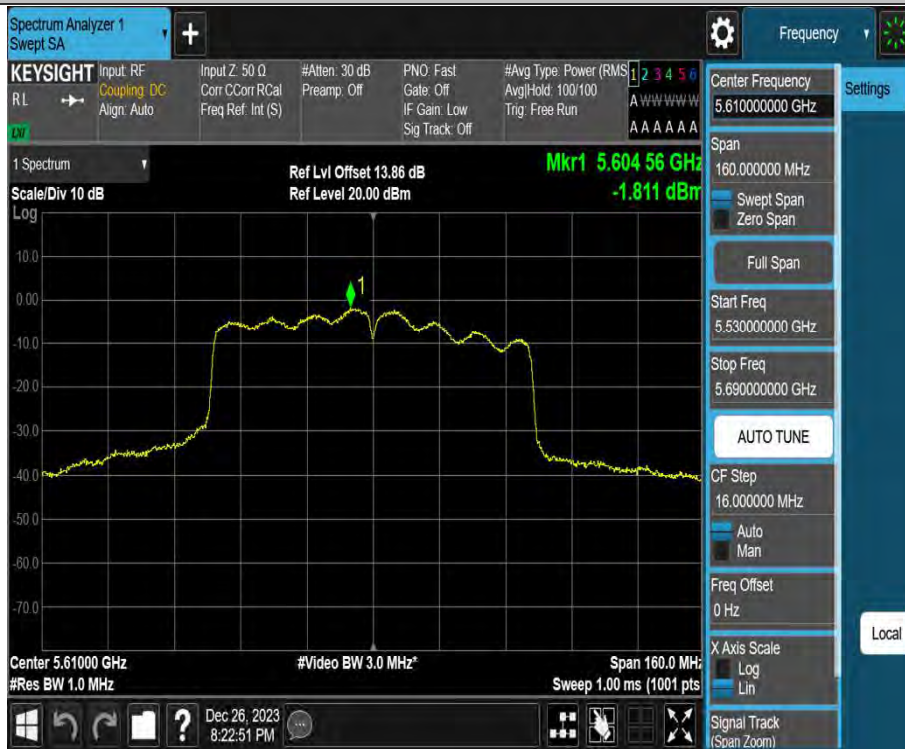 Spectrum Analyzer 1
Swept SA
+
Frequency
KEYSIGHT
RL
LXI
Input: RF
Coupling: DC
Align: Auto
Input Z: 50 Ω
Corr CCorr RCal
Freq Ref: Int (S)
#Atten: 30 dB
Preamp: Off
PNO: Fast
Gate: Off
IF Gain: Low
Sig Track: Off
#Avg Type: Power (RMS
Avg|Hold: 100/100
Trig: Free Run
1 2 3 4 5 6
A W W W W W
A A A A A A
1 Spectrum
Scale/Div 10 dB
Ref Lvl Offset 13.86 dB
Ref Level 20.00 dBm
Mkr1 5.604 56 GHz
-1.811 dBm
Log
10.0
0.00
-10.0
-20.0
-30.0
-40.0
-50.0
-60.0
-70.0
1
Center 5.61000 GHz
#Res BW 1.0 MHz
#Video BW 3.0 MHz*
Span 160.0 MHz
Sweep 1.00 ms (1001 pts
Dec 26, 2023
8:22:51 PM
?
Center Frequency
5.610000000 GHz
Span
160.000000 MHz
Swept Span
Zero Span
Full Span
Start Freq
5.530000000 GHz
Stop Freq
5.690000000 GHz
AUTO TUNE
CF Step
16.000000 MHz
Auto
Man
Freq Offset
0 Hz
X Axis Scale
Log
Lin
Signal Track
(Span Zoom)
Settings
Local